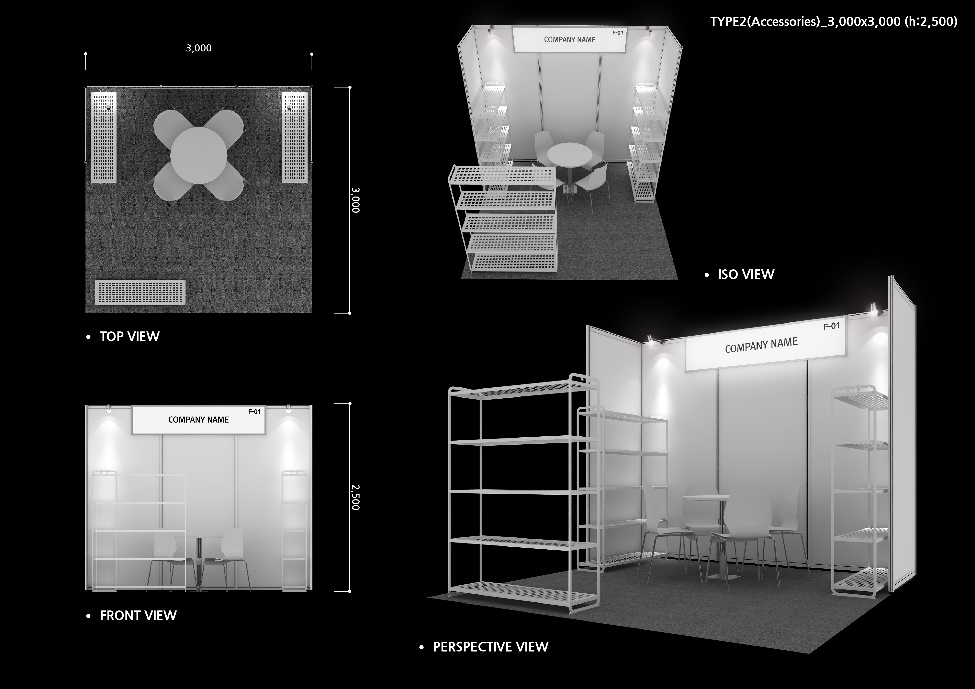 TYPE2(Accessories)_3,000x3,000 (h:2,500)
3,000
3,000
• TOP VIEW
F-01
COMPANY NAME
• ISO VIEW
F-01
COMPANY NAME
2,500
• FRONT VIEW
F-01
COMPANY NAME
• PERSPECTIVE VIEW